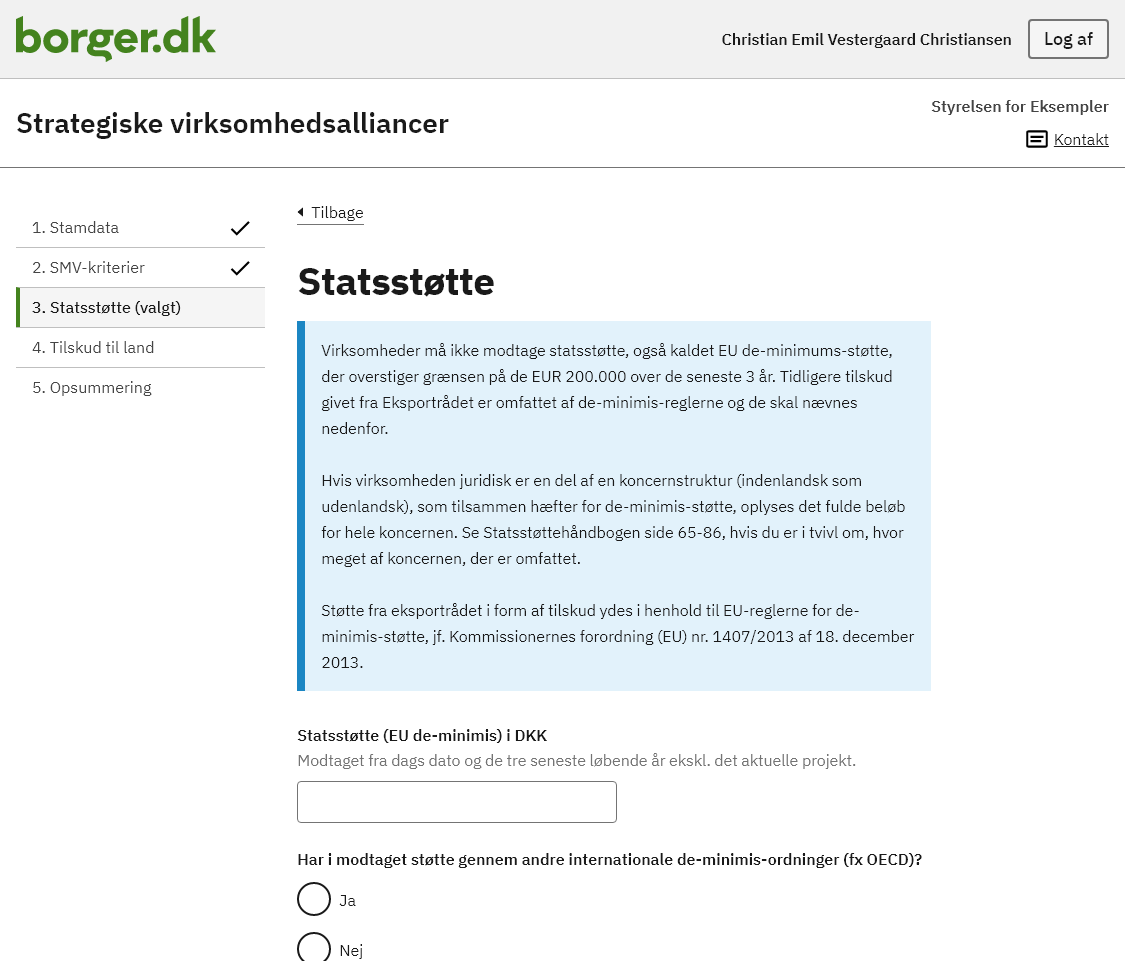 borger.dk
Christian Emil Vestergaard Christiansen
Log af
Strategiske virksomhedsalliancer
Styrelsen for Eksempler
Kontakt
1. Stamdata
2. SMV-kriterier
3. Statsstøtte (valgt)
4. Tilskud til land
5. Opsummering
Tilbage
Statsstøtte
Virksomheder må ikke modtage statsstøtte, også kaldet EU de-minimums-støtte,
der overstiger grænsen på de EUR 200.000 over de seneste 3 år. Tidligere tilskud
givet fra Eksportrådet er omfattet af de-minimis-reglerne og de skal nævnes
nedenfor.
Hvis virksomheden juridisk er en del af en koncernstruktur (indenlandsk som
udenlandsk), som tilsammen hæfter for de-minimis-støtte, oplyses det fulde beløb
for hele koncernen. Se Statsstøttehåndbogen side 65-86, hvis du er i tvivl om, hvor
meget af koncernen, der er omfattet.
Støtte fra eksportrådet i form af tilskud ydes i henhold til EU-reglerne for de-
minimis-støtte, jf. Kommissionernes forordning (EU) nr. 1407/2013 af 18. december
2013.
Statsstøtte (EU de-minimis) i DKK
Modtaget fra dags dato og de tre seneste løbende år ekskl. det aktuelle projekt.
Har i modtaget støtte gennem andre internationale de-minimis-ordninger (fx OECD)?
Ja
Nej